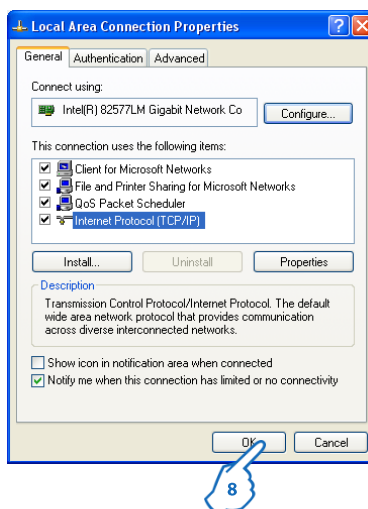 Local Area Connection Properties
General Authentication Advanced
Connect using:
Intel(R) 82577LM Gigabit Network Co Configure...
This connection uses the following items:
Client for Microsoft Networks
File and Printer Sharing for Microsoft Networks
QoS Packet Scheduler
Internet Protocol (TCP/IP)
Install... Uninstall Properties
Description
Transmission Control Protocol/Internet Protocol. The default
wide area network protocol that provides communication
across diverse interconnected networks.
Show icon in notification area when connected
Notify me when this connection has limited or no connectivity
OK Cancel
8